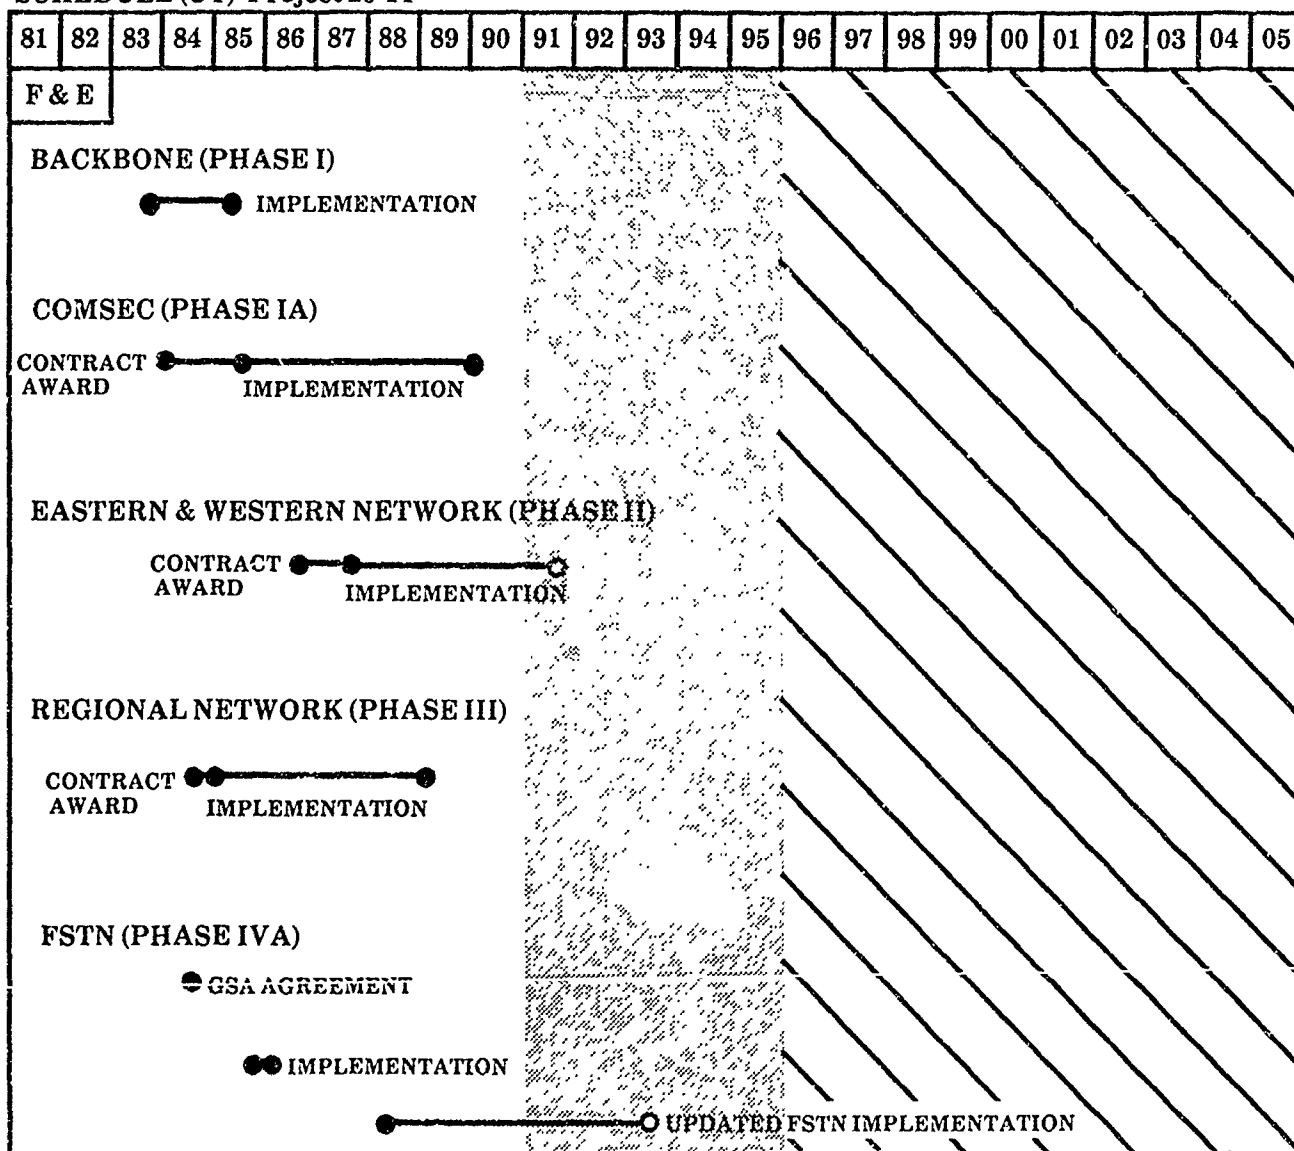 81 82 83 84 85 86 87 88 89 90 91 92 93 94 95 96 97 98 99 00 01 02 03 04 05
F & E
BACKBONE (PHASE I)
IMPLEMENTATION
COMSEC (PHASE IA)
CONTRACT
AWARD
IMPLEMENTATION
EASTERN & WESTERN NETWORK (PHASE II)
CONTRACT
AWARD
IMPLEMENTATION
REGIONAL NETWORK (PHASE III)
CONTRACT
AWARD
IMPLEMENTATION
FSTN (PHASE IVA)
GSA AGREEMENT
IMPLEMENTATION
UPDATED FSTN IMPLEMENTATION